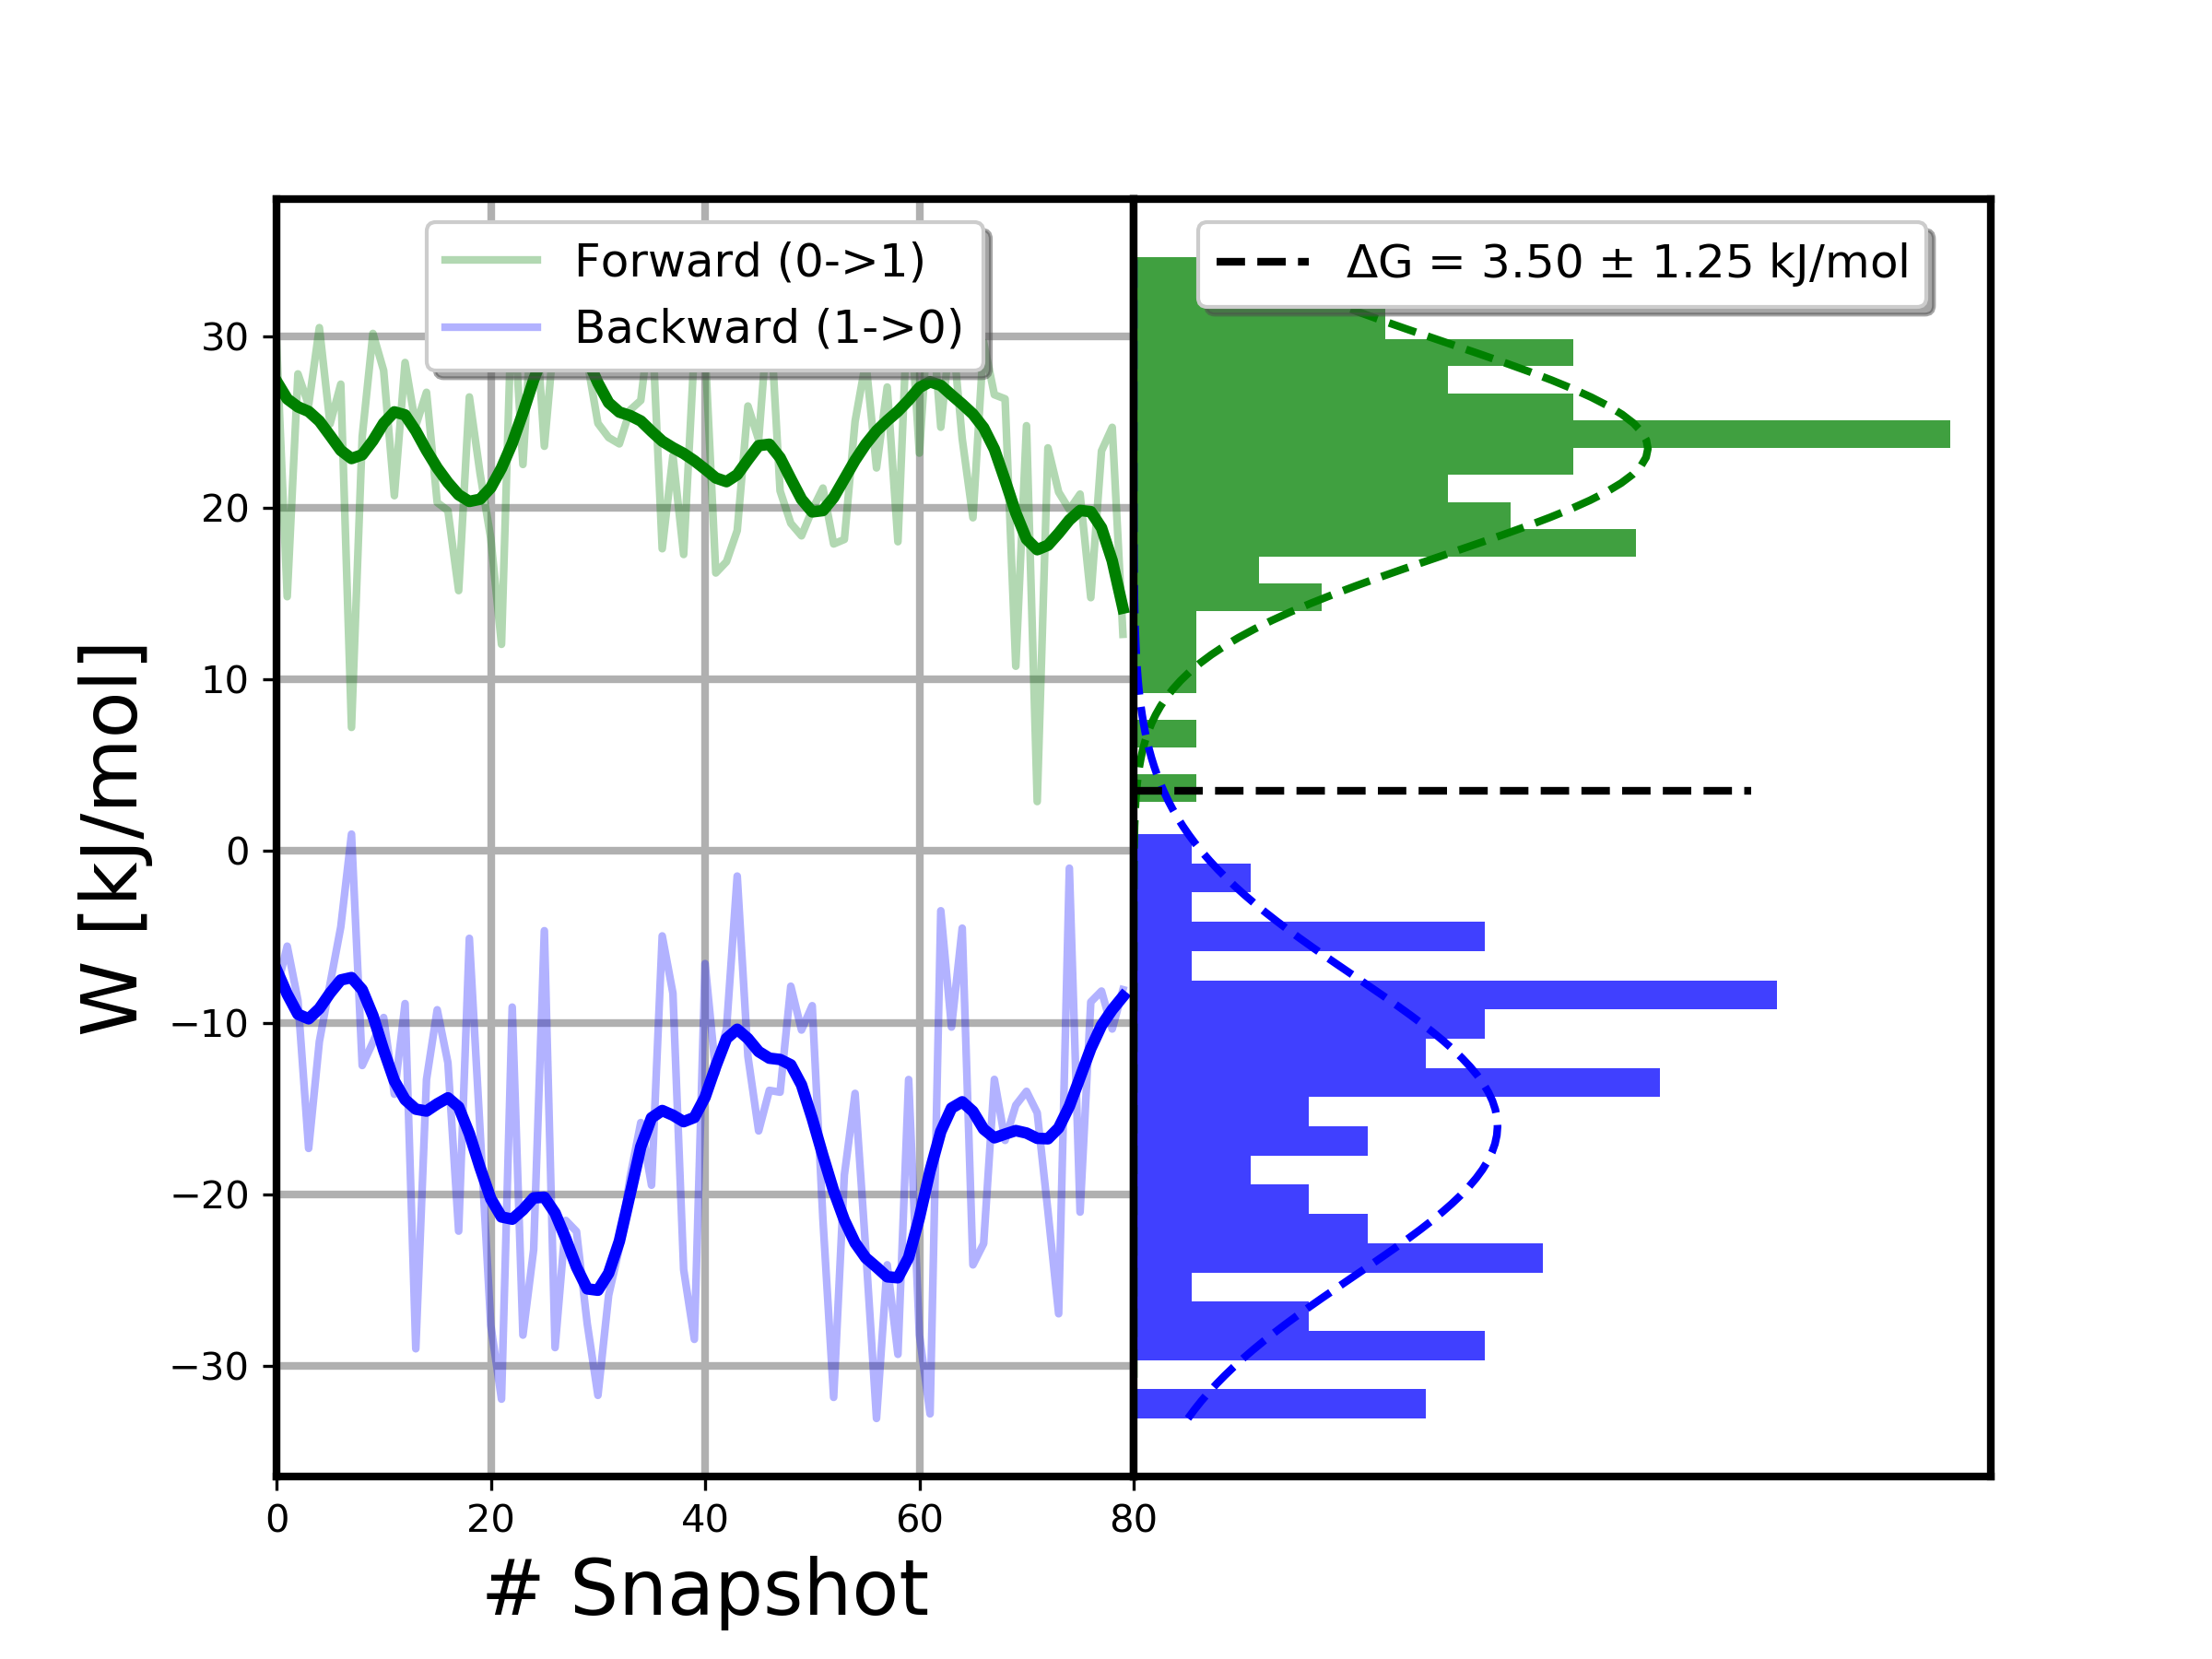 Forward (0->1)
Backward (1->0)
ΔG = 3.50 ± 1.25 kJ/mol
W [kJ/mol]
30
20
10
0
−10
−20
−30
0 20 40 60 80
# Snapshot